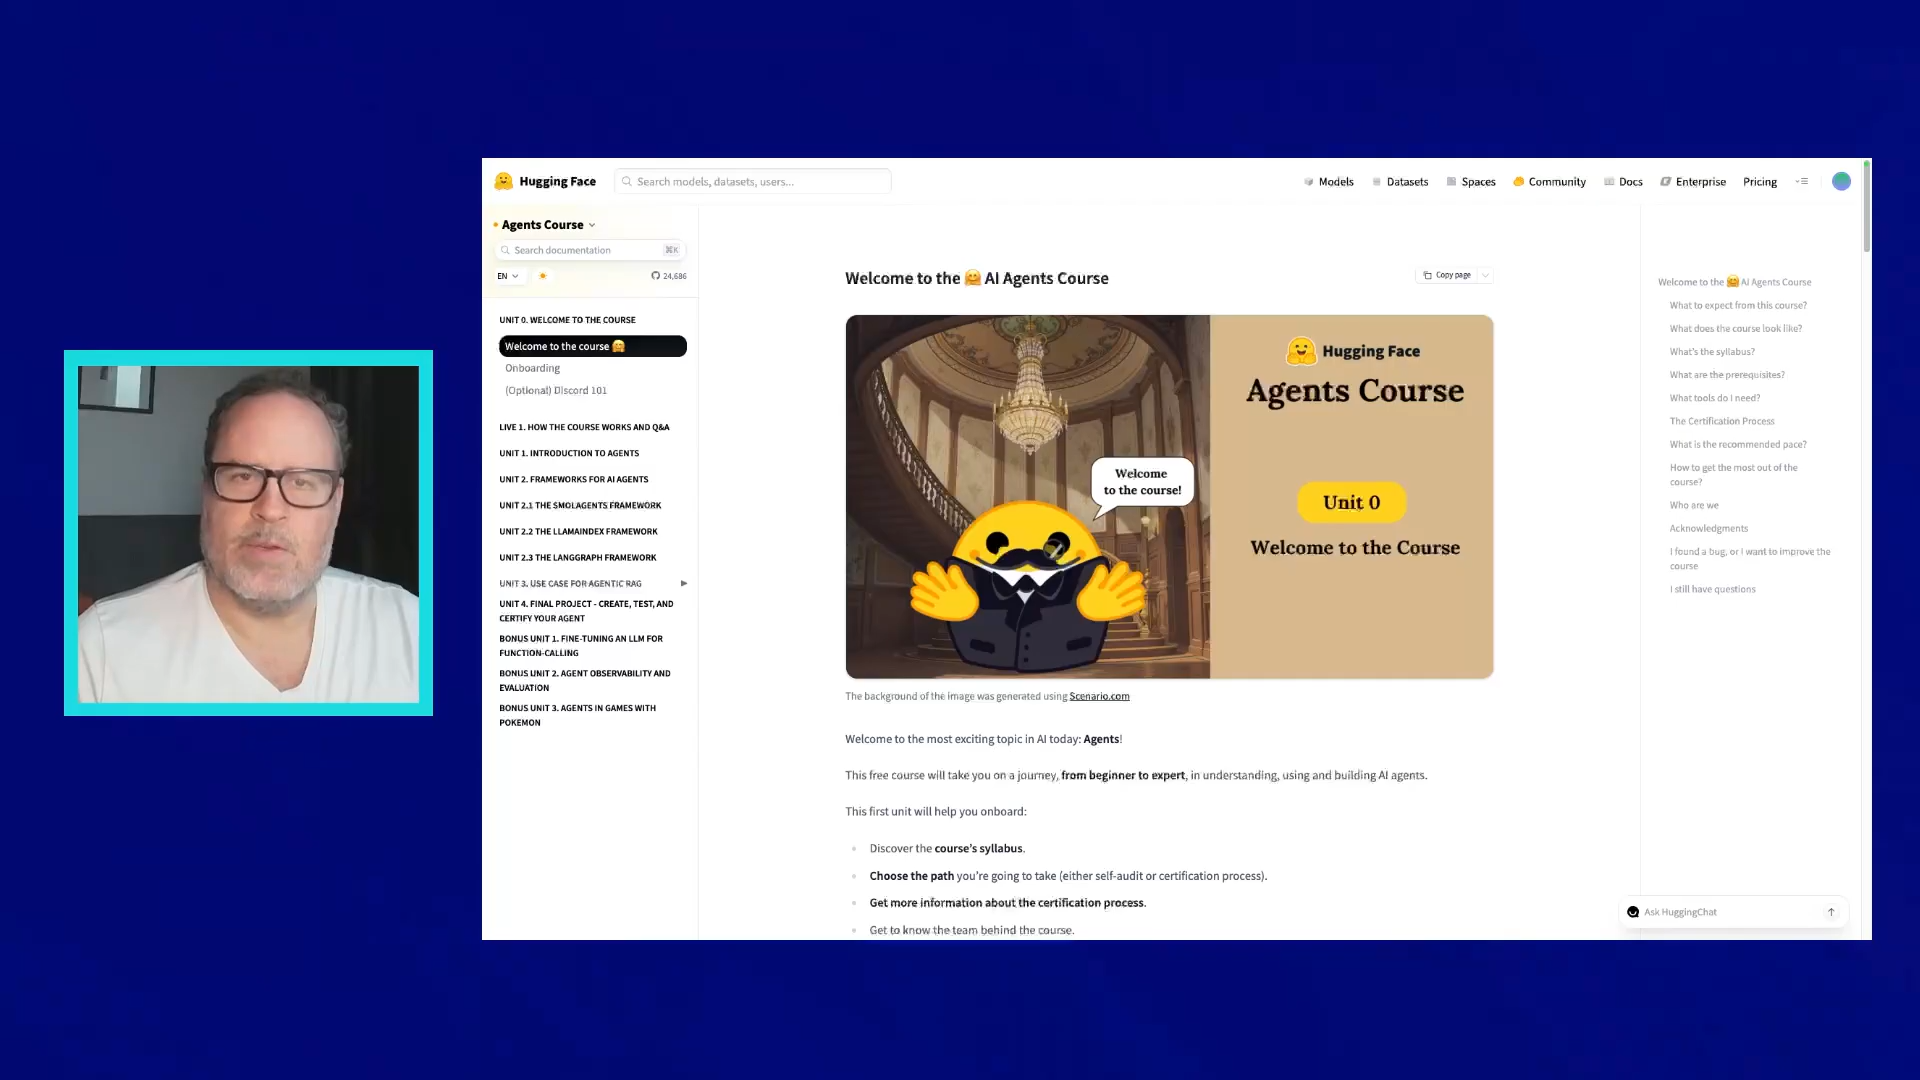 Hugging Face
Search models, datasets, users...
Models
Datasets
Spaces
Community
Docs
Enterprise
Pricing
Agents Course
Search documentation
⌘K
EN
24,686
UNIT 0. WELCOME TO THE COURSE
Welcome to the course 🤗
Onboarding
(Optional) Discord 101
LIVE 1. HOW THE COURSE WORKS AND Q&A
UNIT 1. INTRODUCTION TO AGENTS
UNIT 2. FRAMEWORKS FOR AI AGENTS
UNIT 2.1 THE SMOLAGENTS FRAMEWORK
UNIT 2.2 THE LLAMAINDEX FRAMEWORK
UNIT 2.3 THE LANGGRAPH FRAMEWORK
UNIT 3. USE CASE FOR AGENTIC RAG
UNIT 4. FINAL PROJECT - CREATE, TEST, AND
CERTIFY YOUR AGENT
BONUS UNIT 1. FINE-TUNING AN LLM FOR
FUNCTION-CALLING
BONUS UNIT 2. AGENT OBSERVABILITY AND
EVALUATION
BONUS UNIT 3. AGENTS IN GAMES WITH
POKEMON
Welcome to the 🤗 AI Agents Course
Copy page
Welcome
to the course!
Hugging Face
Agents Course
Unit 0
Welcome to the Course
The background of the image was generated using Scenario.com
Welcome to the most exciting topic in AI today: Agents!
This free course will take you on a journey, from beginner to expert, in understanding, using and building AI agents.
This first unit will help you onboard:
Discover the course's syllabus.
Choose the path you're going to take (either self-audit or certification process).
Get more information about the certification process.
Get to know the team behind the course.
Welcome to the 🤗 AI Agents Course
What to expect from this course?
What does the course look like?
What's the syllabus?
What are the prerequisites?
What tools do I need?
The Certification Process
What is the recommended pace?
How to get the most out of the
course?
Who are we
Acknowledgments
I found a bug, or I want to improve the
course
I still have questions
Ask HuggingChat